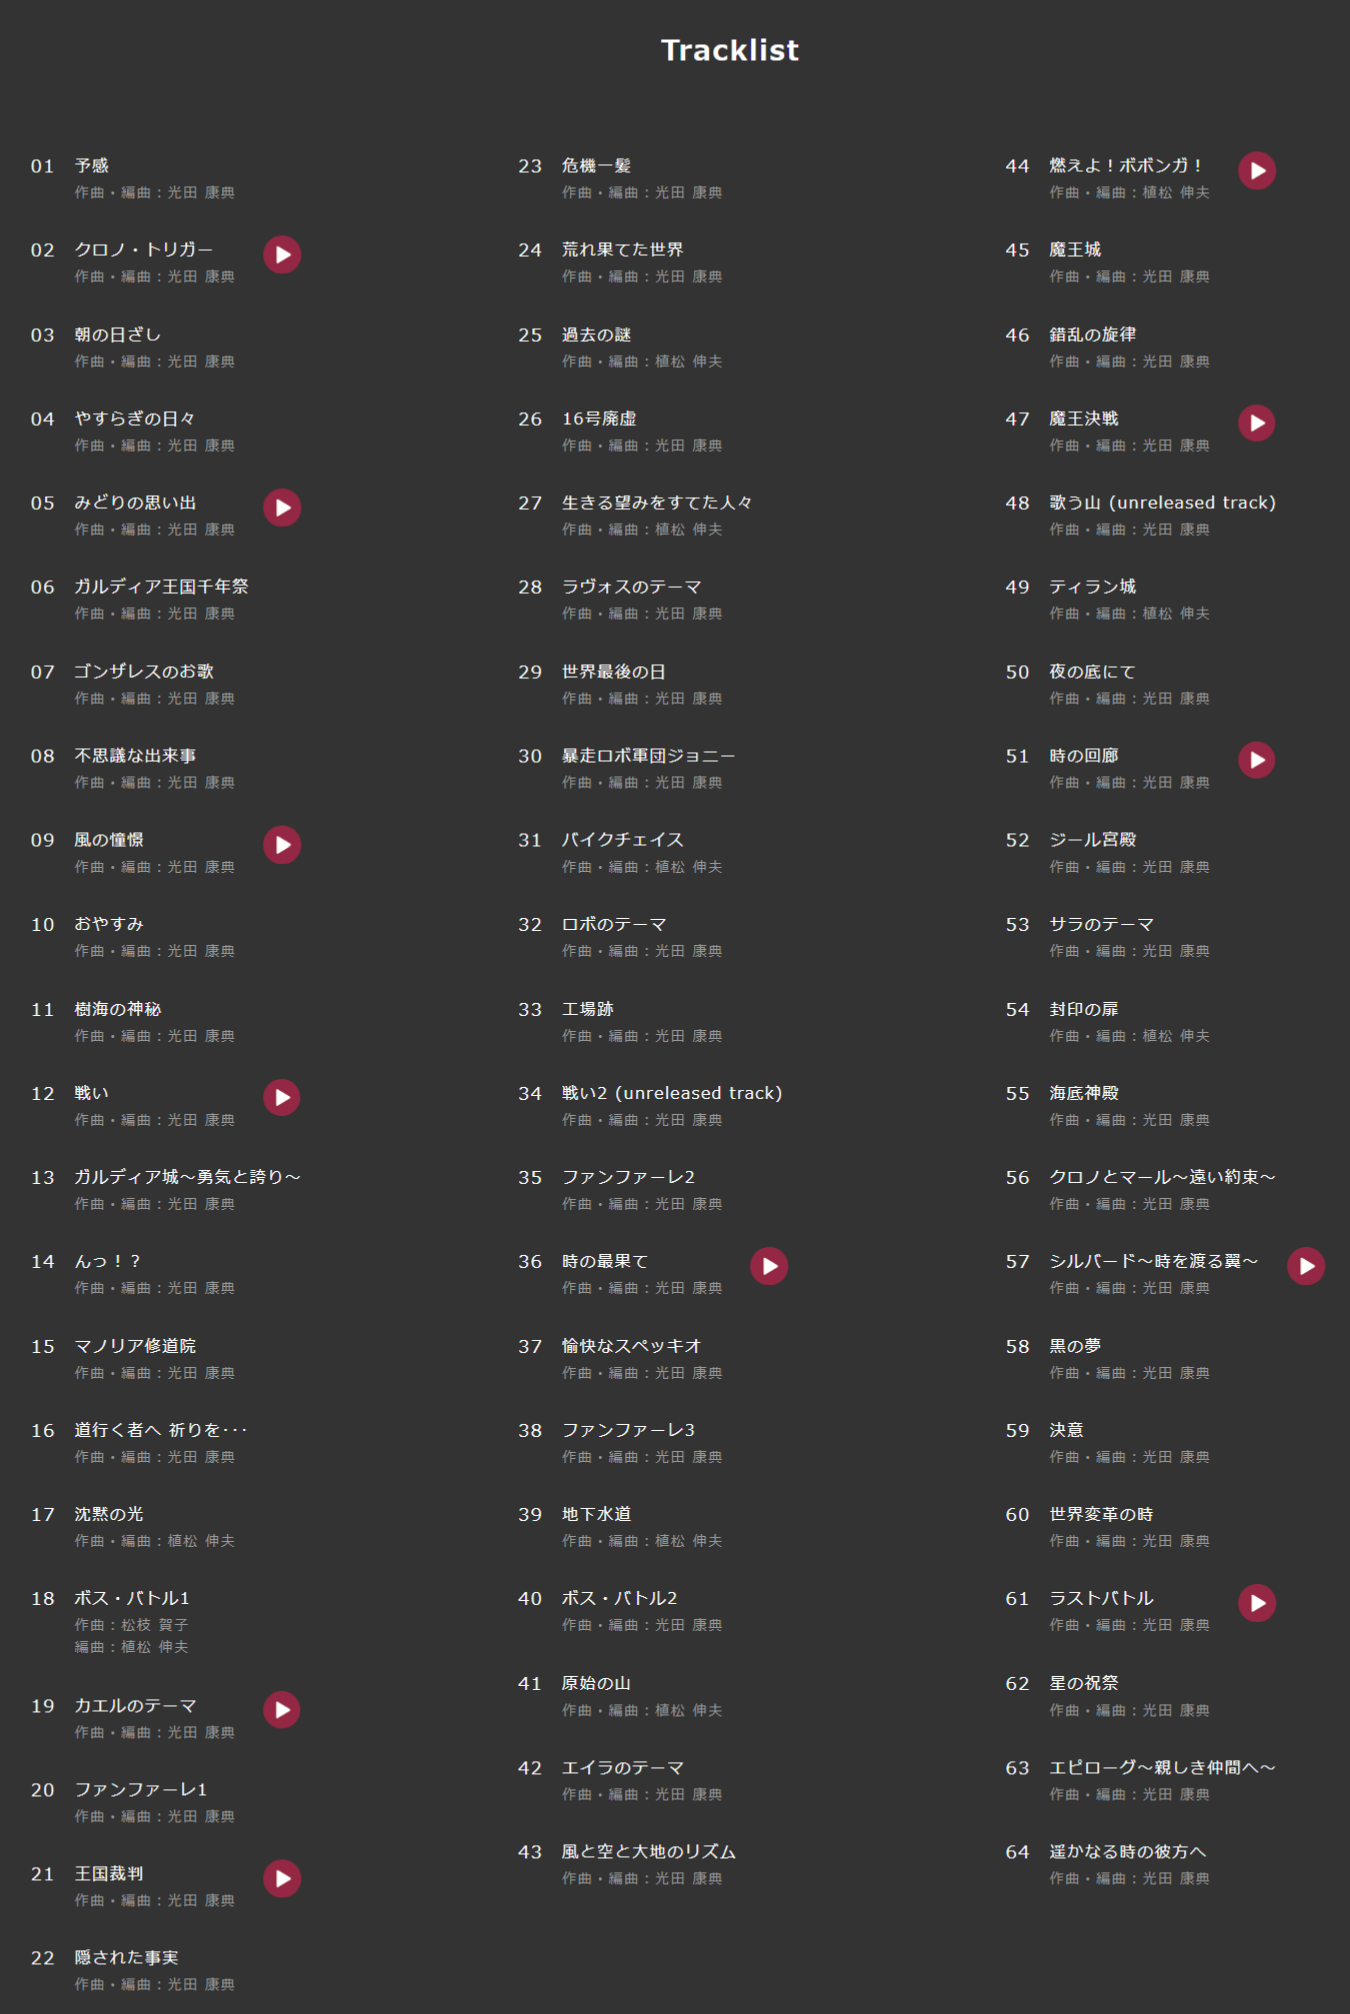 Tracklist
01 予感
作曲・編曲：光田 康典
02 クロノ・トリガー
作曲・編曲：光田 康典
03 朝の日ざし
作曲・編曲：光田 康典
04 やすらぎの日々
作曲・編曲：光田 康典
05 みどりの思い出
作曲・編曲：光田 康典
06 ガルディア王国千年祭
作曲・編曲：光田 康典
07 ゴンザレスのお歌
作曲・編曲：光田 康典
08 不思議な出来事
作曲・編曲：光田 康典
09 風の憧憬
作曲・編曲：光田 康典
10 おやすみ
作曲・編曲：光田 康典
11 樹海の神秘
作曲・編曲：光田 康典
12 戦い
作曲・編曲：光田 康典
13 ガルディア城～勇気と誇り～
作曲・編曲：光田 康典
14 んっ！？
作曲・編曲：光田 康典
15 マノリア修道院
作曲・編曲：光田 康典
16 道行く者へ 祈りを･･･
作曲・編曲：光田 康典
17 沈黙の光
作曲・編曲：植松 伸夫
18 ボス・バトル1
作曲：松枝 賀子
編曲：植松 伸夫
19 カエルのテーマ
作曲・編曲：光田 康典
20 ファンファーレ1
作曲・編曲：光田 康典
21 王国裁判
作曲・編曲：光田 康典
22 隠された事実
作曲・編曲：光田 康典
23 危機一髪
作曲・編曲：光田 康典
24 荒れ果てた世界
作曲・編曲：光田 康典
25 過去の謎
作曲・編曲：植松 伸夫
26 16号廃虚
作曲・編曲：光田 康典
27 生きる望みをすてた人々
作曲・編曲：植松 伸夫
28 ラヴォスのテーマ
作曲・編曲：光田 康典
29 世界最後の日
作曲・編曲：光田 康典
30 暴走ロボ軍団ジョニー
作曲・編曲：光田 康典
31 バイクチェイス
作曲・編曲：植松 伸夫
32 ロボのテーマ
作曲・編曲：光田 康典
33 工場跡
作曲・編曲：光田 康典
34 戦い2 (unreleased track)
作曲・編曲：光田 康典
35 ファンファーレ2
作曲・編曲：光田 康典
36 時の最果て
作曲・編曲：光田 康典
37 愉快なスペッキオ
作曲・編曲：光田 康典
38 ファンファーレ3
作曲・編曲：光田 康典
39 地下水道
作曲・編曲：植松 伸夫
40 ボス・バトル2
作曲・編曲：光田 康典
41 原始の山
作曲・編曲：植松 伸夫
42 エイラのテーマ
作曲・編曲：光田 康典
43 風と空と大地のリズム
作曲・編曲：光田 康典
44 燃えよ！ボボンガ！
作曲・編曲：植松 伸夫
45 魔王城
作曲・編曲：光田 康典
46 錯乱の旋律
作曲・編曲：光田 康典
47 魔王決戦
作曲・編曲：光田 康典
48 歌う山 (unreleased track)
作曲・編曲：光田 康典
49 ティラン城
作曲・編曲：植松 伸夫
50 夜の底にて
作曲・編曲：光田 康典
51 時の回廊
作曲・編曲：光田 康典
52 ジール宮殿
作曲・編曲：光田 康典
53 サラのテーマ
作曲・編曲：光田 康典
54 封印の扉
作曲・編曲：植松 伸夫
55 海底神殿
作曲・編曲：光田 康典
56 クロノとマール～遠い約束～
作曲・編曲：光田 康典
57 シルバード～時を渡る翼～
作曲・編曲：光田 康典
58 黒の夢
作曲・編曲：光田 康典
59 決意
作曲・編曲：光田 康典
60 世界変革の時
作曲・編曲：光田 康典
61 ラストバトル
作曲・編曲：光田 康典
62 星の祝祭
作曲・編曲：光田 康典
63 エピローグ～親しき仲間へ～
作曲・編曲：光田 康典
64 遥かなる時の彼方へ
作曲・編曲：光田 康典